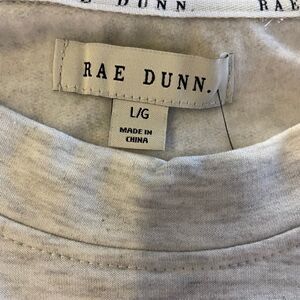 E DUNN. RAE
RAE DUNN.
L/G
MADE IN
CHINA